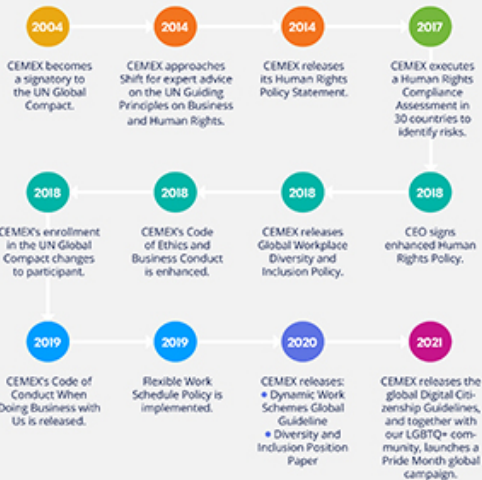 2004
CEMEX becomes
a signatory to
the UN Global
Compact.
2014
CEMEX approaches
Shift for expert advice
on the UN Guiding
Principles on Business
and Human Rights.
2014
CEMEX releases
its Human Rights
Policy Statement.
2017
CEMEX executes
a Human Rights
Compliance
Assessment in
30 countries to
identify risks.
2018
CEO signs
enhanced Human
Rights Policy.
2018
CEMEX releases
Global Workplace
Diversity and
Inclusion Policy.
2018
CEMEX's Code
of Ethics and
Business Conduct
is enhanced.
2018
CEMEX's enrollment
in the UN Global
Compact changes
to participant.
2019
CEMEX's Code of
Conduct When
Doing Business with
Us is released.
2019
Flexible Work
Schedule Policy is
implemented.
2020
CEMEX releases:
• Dynamic Work
Schemes Global
Guideline
• Diversity and
Inclusion Position
Paper
2021
CEMEX releases the
global Digital Citi-
zenship Guidelines,
and together with
our LGBTQ+ com-
munity, launches a
Pride Month global
campaign.